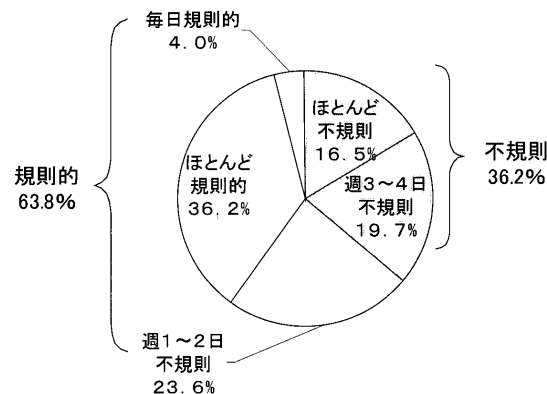 毎日規則的
4.0%
ほとんど
不規則
16.5%
週3～4日
不規則
19.7%
不規則
36.2%
ほとんど
規則的
36.2%
規則的
63.8%
週1～2日
不規則
23.6%